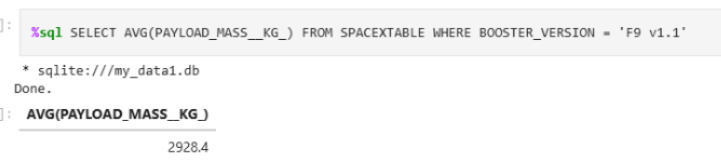 ]:
%sql SELECT AVG(PAYLOAD_MASS__KG_) FROM SPACEXTABLE WHERE BOOSTER_VERSION = 'F9 v1.1'
* sqlite:///my_data1.db
Done.
]:
AVG(PAYLOAD_MASS__KG_)
2928.4